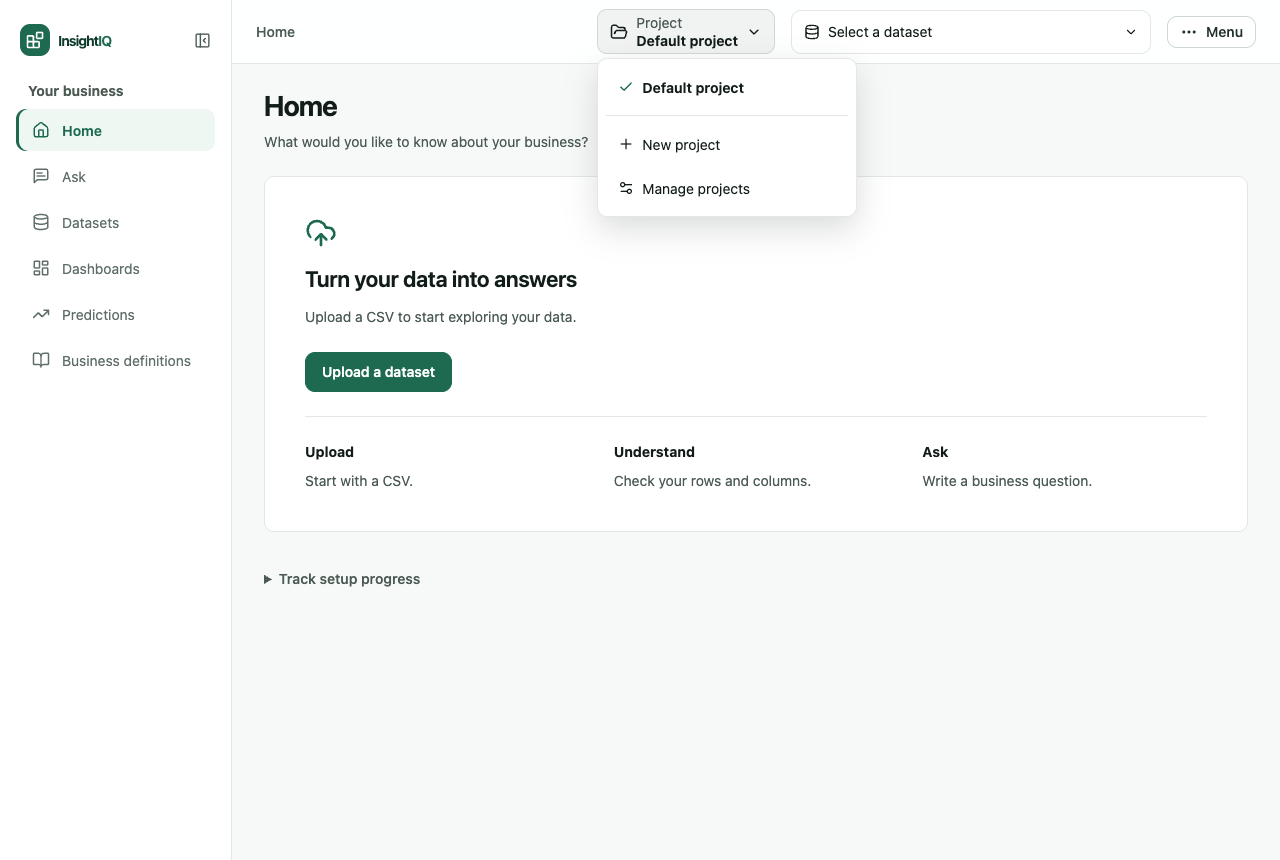 InsightIQ
Your business
Home
Ask
Datasets
Dashboards
Predictions
Business definitions
Home
Project
Default project
Select a dataset
Menu
Default project
New project
Manage projects
Home
What would you like to know about your business?
Turn your data into answers
Upload a CSV to start exploring your data.
Upload a dataset
Upload
Start with a CSV.
Understand
Check your rows and columns.
Ask
Write a business question.
Track setup progress